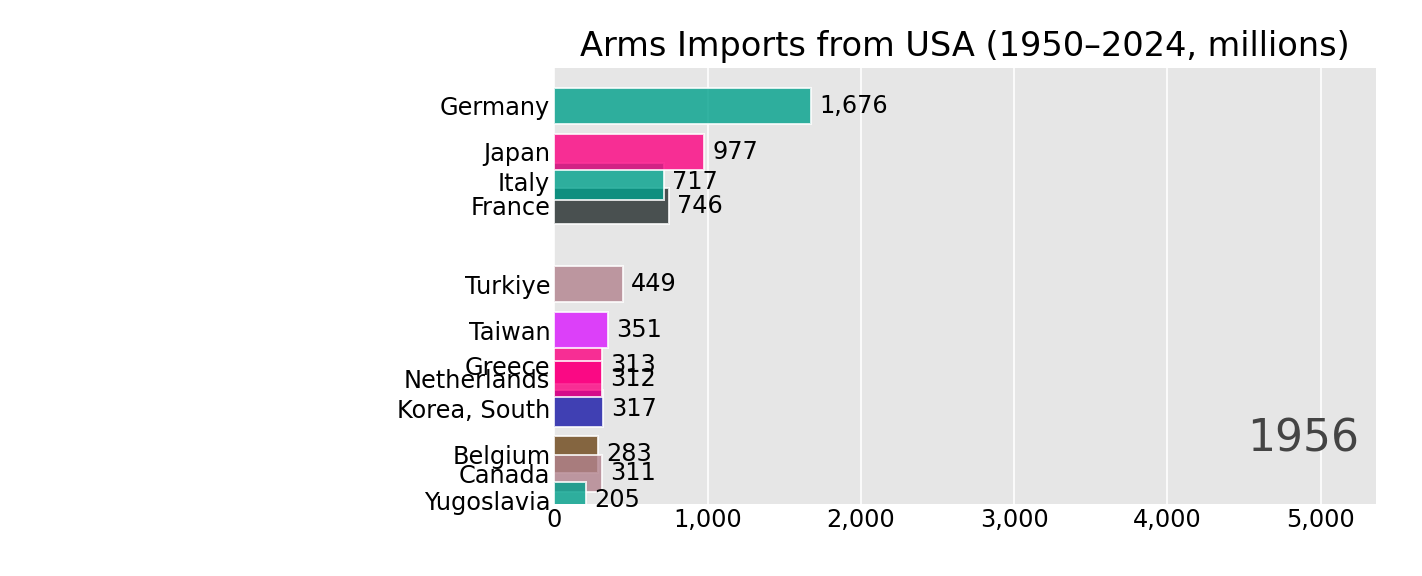 Arms Imports from USA (1950–2024, millions)
Germany 1,676
Japan 977
Italy 717
France 746
Turkiye 449
Taiwan 351
Greece 313
Netherlands 312
Korea, South 317
1956
Belgium 283
Canada 311
Yugoslavia 205
0 1,000 2,000 3,000 4,000 5,000